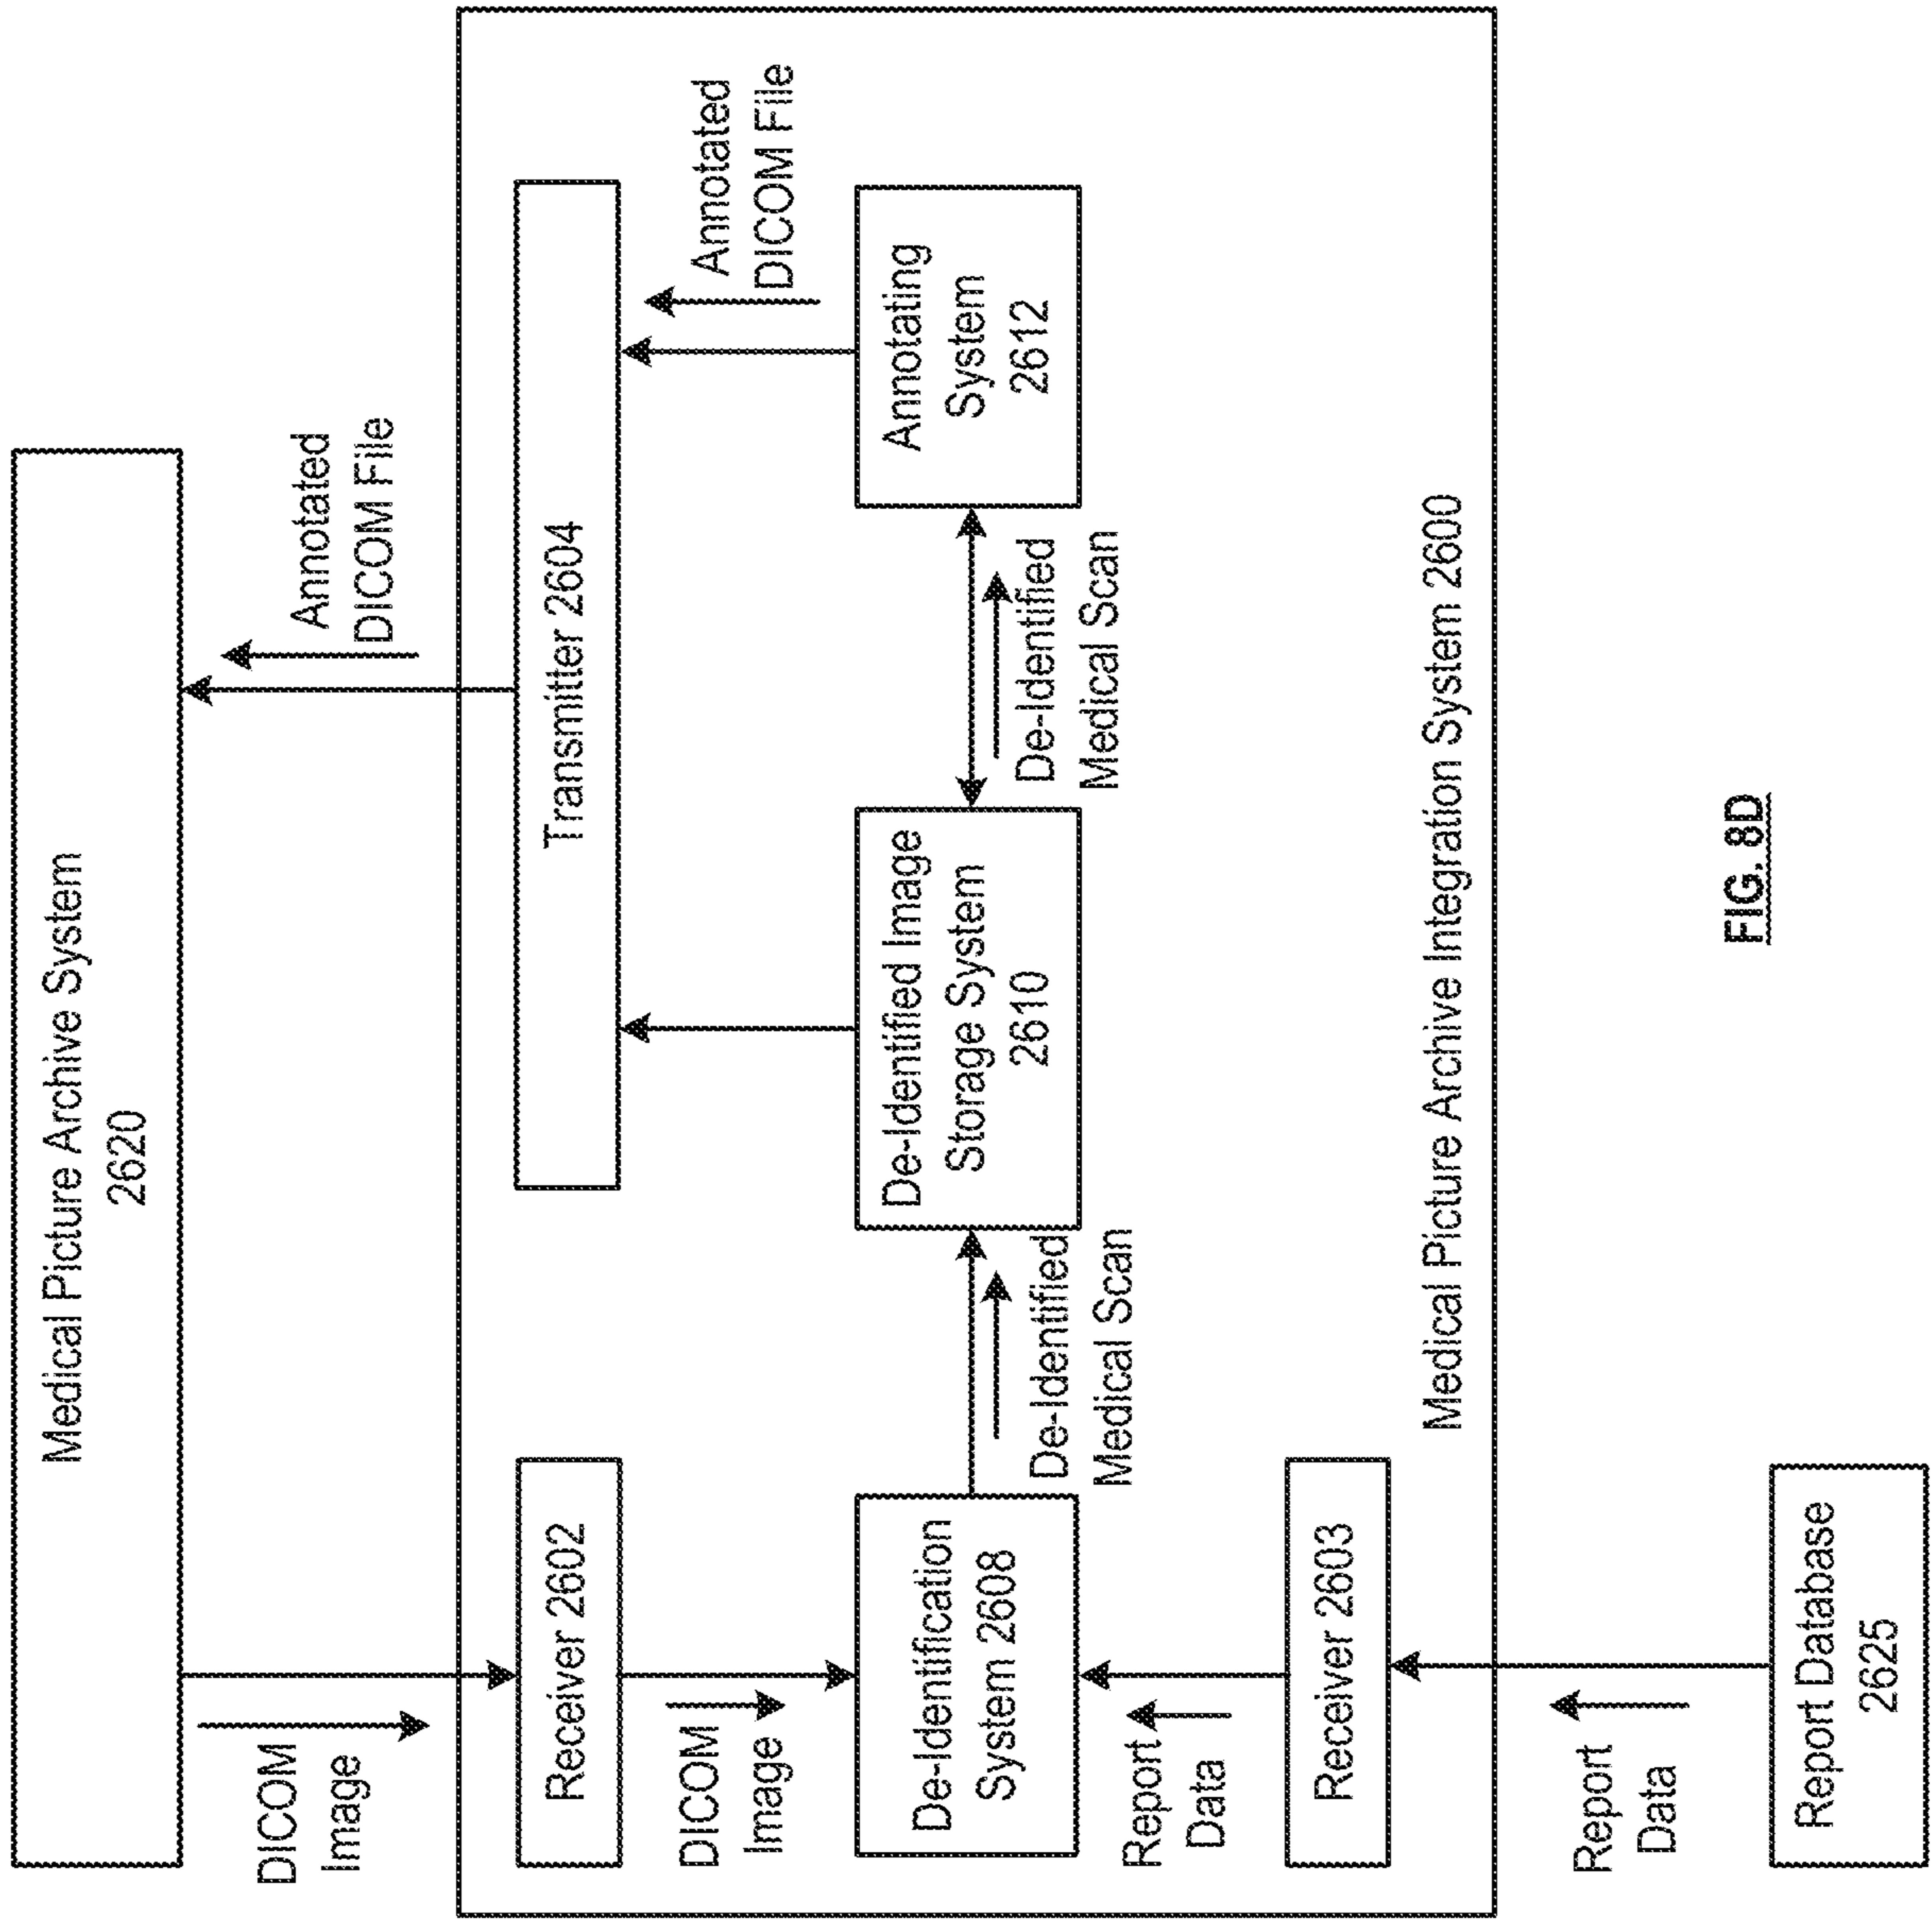 Medical Picture Archive System
2620
DICOM
Image
Annotated
DICOM File
Receiver 2602
Transmitter 2604
DICOM
Image
Annotated
DICOM File
De-Identification
System 2608
De-Identified
Medical Scan
De-Identified Image
Storage System
2610
De-Identified
Medical Scan
Annotating
System
2612
Report
Data
Receiver 2603
Medical Picture Archive Integration System 2600
Report
Data
Report Database
2625
FIG. 8D